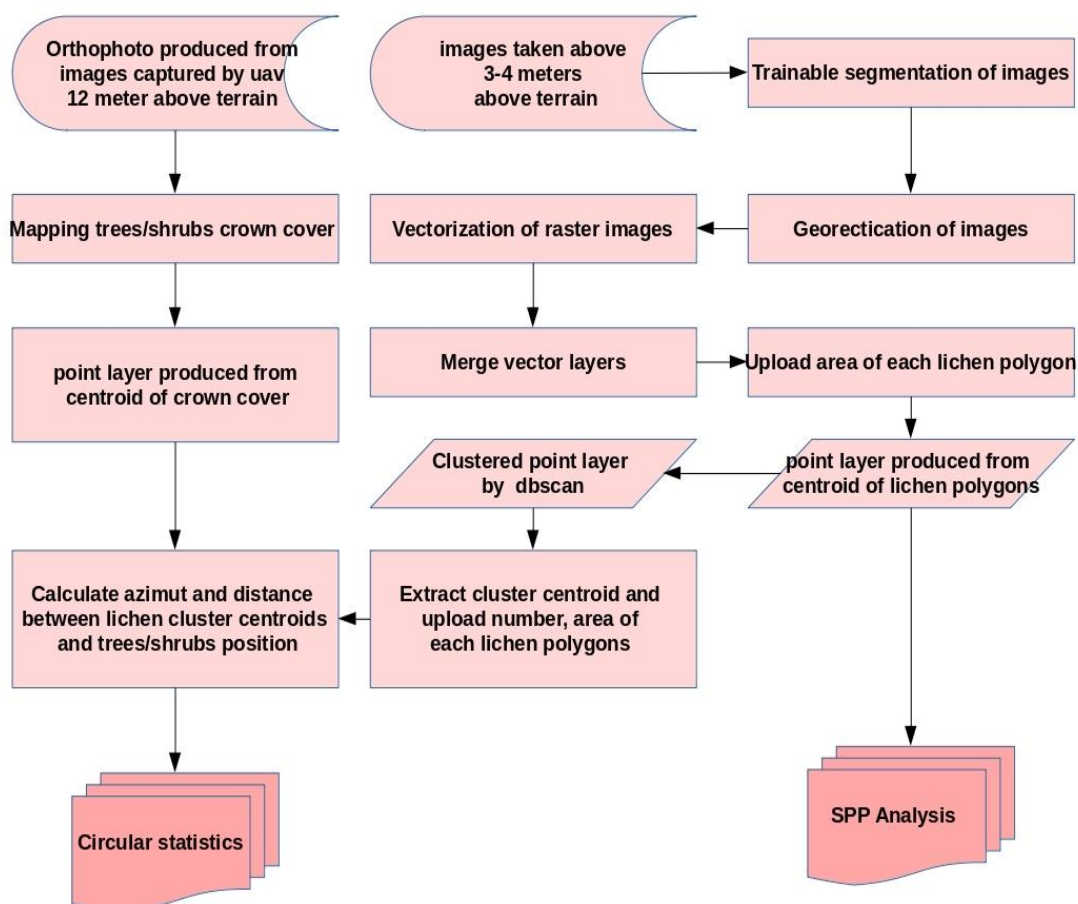 Orthophoto produced from
images captured by uav
12 meter above terrain
images taken above
3-4 meters
above terrain
Trainable segmentation of images
Mapping trees/shrubs crown cover
Vectorization of raster images
Georectication of images
point layer produced from
centroid of crown cover
Merge vector layers
Upload area of each lichen polygon
Clustered point layer
by dbscan
point layer produced from
centroid of lichen polygons
Calculate azimut and distance
between lichen cluster centroids
and trees/shrubs position
Extract cluster centroid and
upload number, area of
each lichen polygons
Circular statistics
SPP Analysis